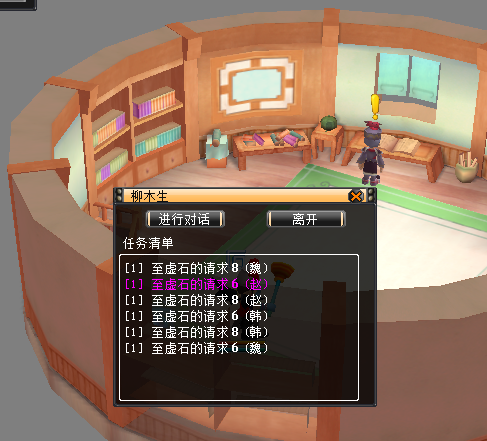 柳木生
进行对话 离开
任务清单
[1] 至虚石的请求8（魏）
[1] 至虚石的请求6（赵）
[1] 至虚石的请求8（赵）
[1] 至虚石的请求6（韩）
[1] 至虚石的请求8（韩）
[1] 至虚石的请求6（魏）